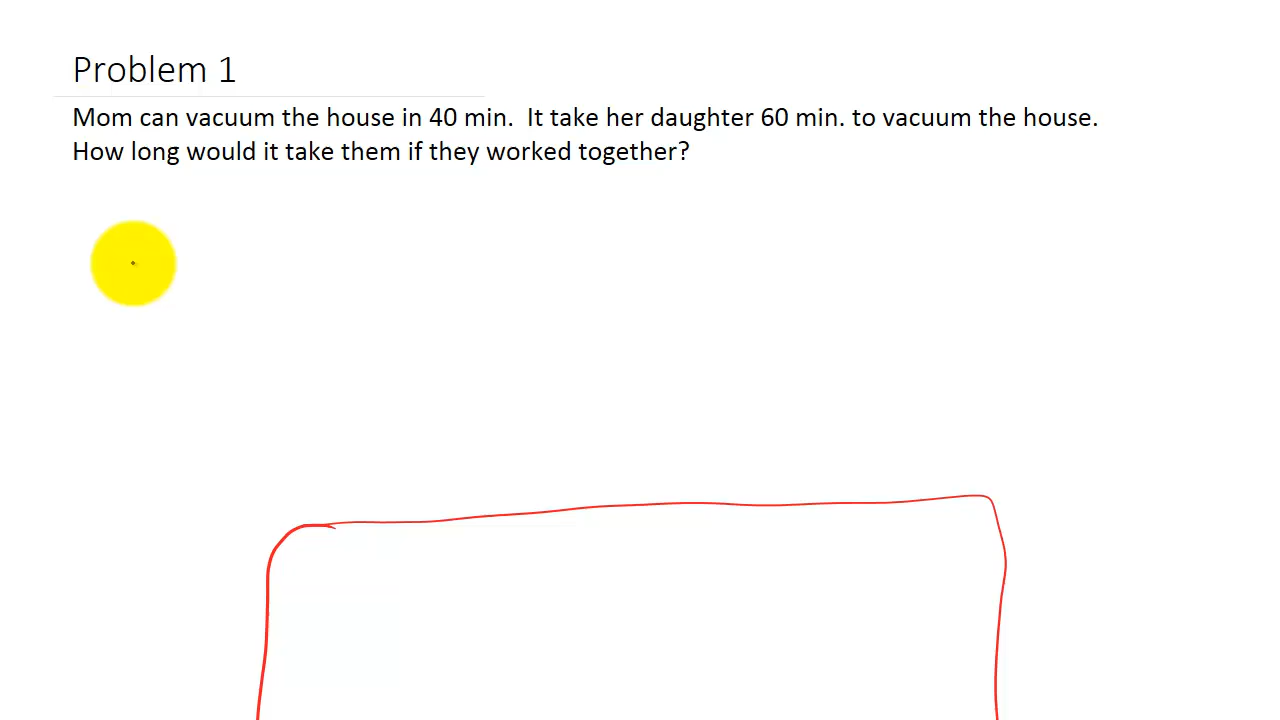 Problem 1
Mom can vacuum the house in 40 min.  It take her daughter 60 min. to vacuum the house.
How long would it take them if they worked together?